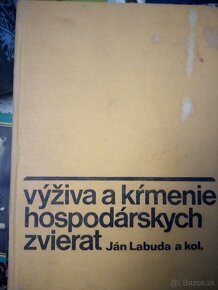 výživa a kŕmenie
hospodárskych
zvierat Ján Labuda a kol.
bazos.sk